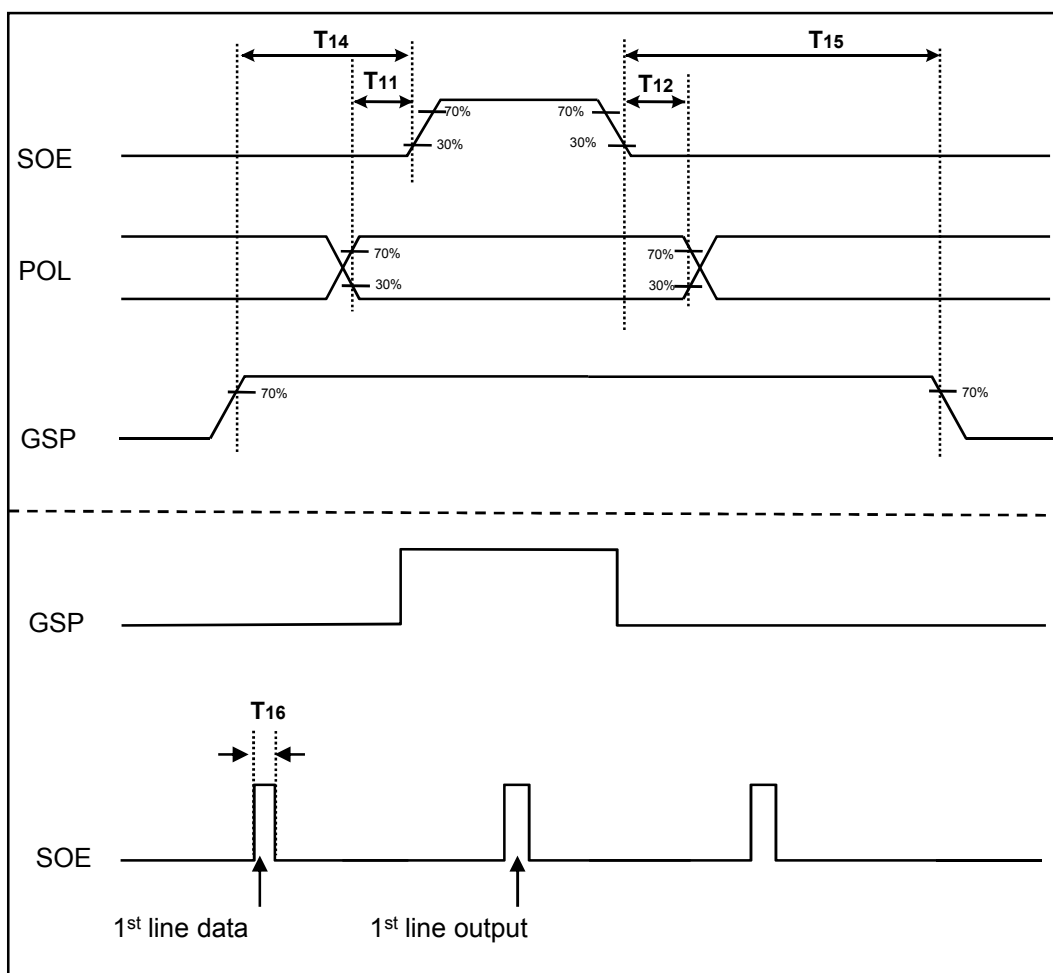 T14
T15
T11
T12
70%
70%
SOE
30%
30%
POL
70%
70%
30%
30%
GSP
70%
70%
GSP
T16
SOE
1st line data
1st line output